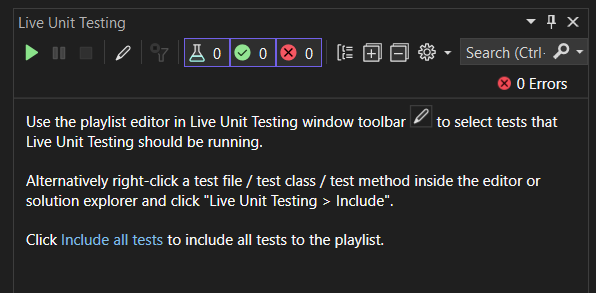 Live Unit Testing
0 0 0 Search (Ctrl-
0 Errors
Use the playlist editor in Live Unit Testing window toolbar to select tests that
Live Unit Testing should be running.
Alternatively right-click a test file / test class / test method inside the editor or
solution explorer and click "Live Unit Testing > Include".
Click Include all tests to include all tests to the playlist.